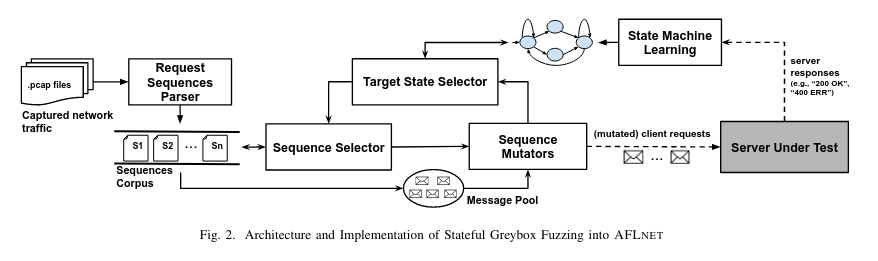 .pcap files
Captured network
traffic
Request
Sequences
Parser
S1
S2
...
Sn
Sequences
Corpus
Target State Selector
Sequence Selector
Message Pool
Sequence
Mutators
State Machine
Learning
(mutated) client requests
...
server
responses
(e.g., “200 OK”,
“400 ERR”)
Server Under Test
Fig. 2. Architecture and Implementation of Stateful Greybox Fuzzing into AFLNET